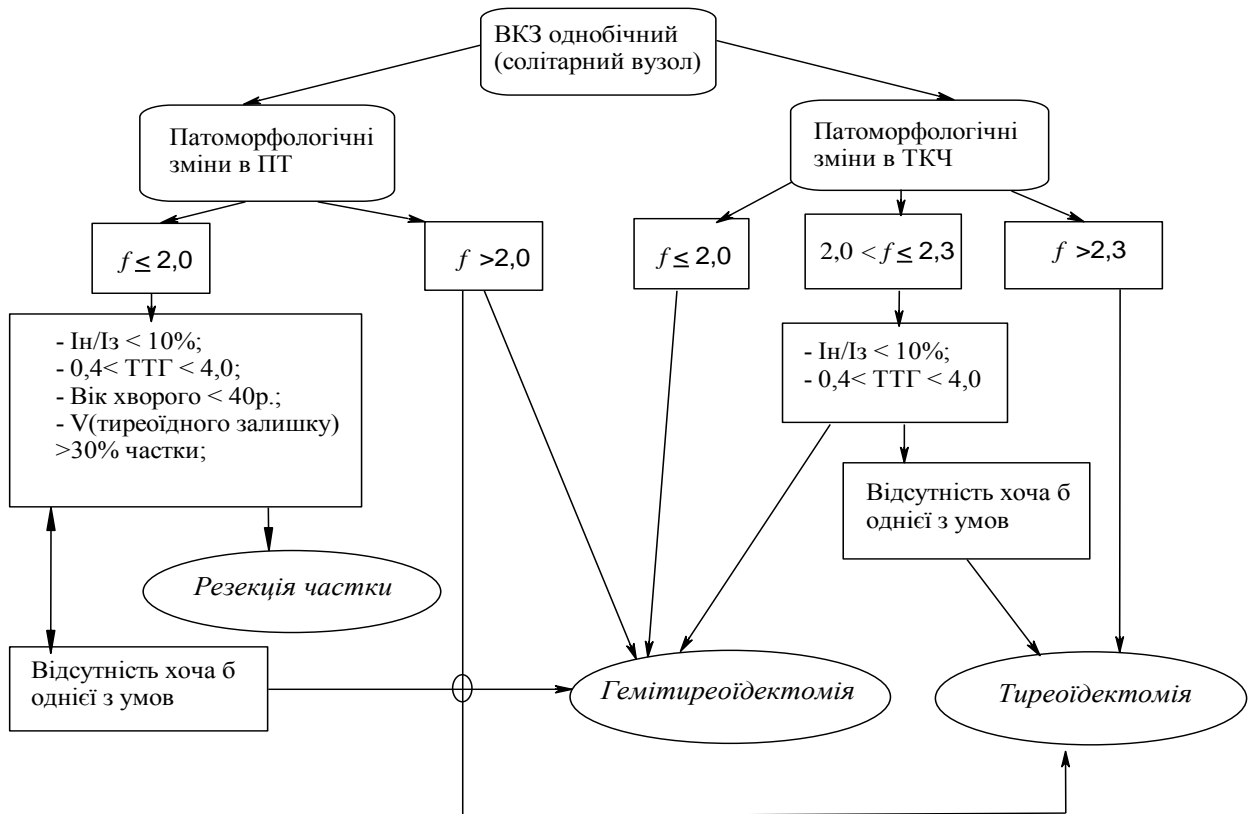 ВКЗ однобічний
(солітарний вузол)
Патоморфологічні
зміни в ПТ
Патоморфологічні
зміни в ТКЧ
f ≤ 2,0
f >2,0
f ≤ 2,0
2,0 < f ≤ 2,3
f >2,3
- Ін/Із < 10%;
- 0,4< ТТГ < 4,0;
- Вік хворого < 40р.;
- V(тиреоїдного залишку)
>30% частки;
- Ін/Із < 10%;
- 0,4< ТТГ < 4,0
Відсутність хоча б
однієї з умов
Резекція частки
Відсутність хоча б
однієї з умов
Гемітиреоїдектомія
Тиреоїдектомія